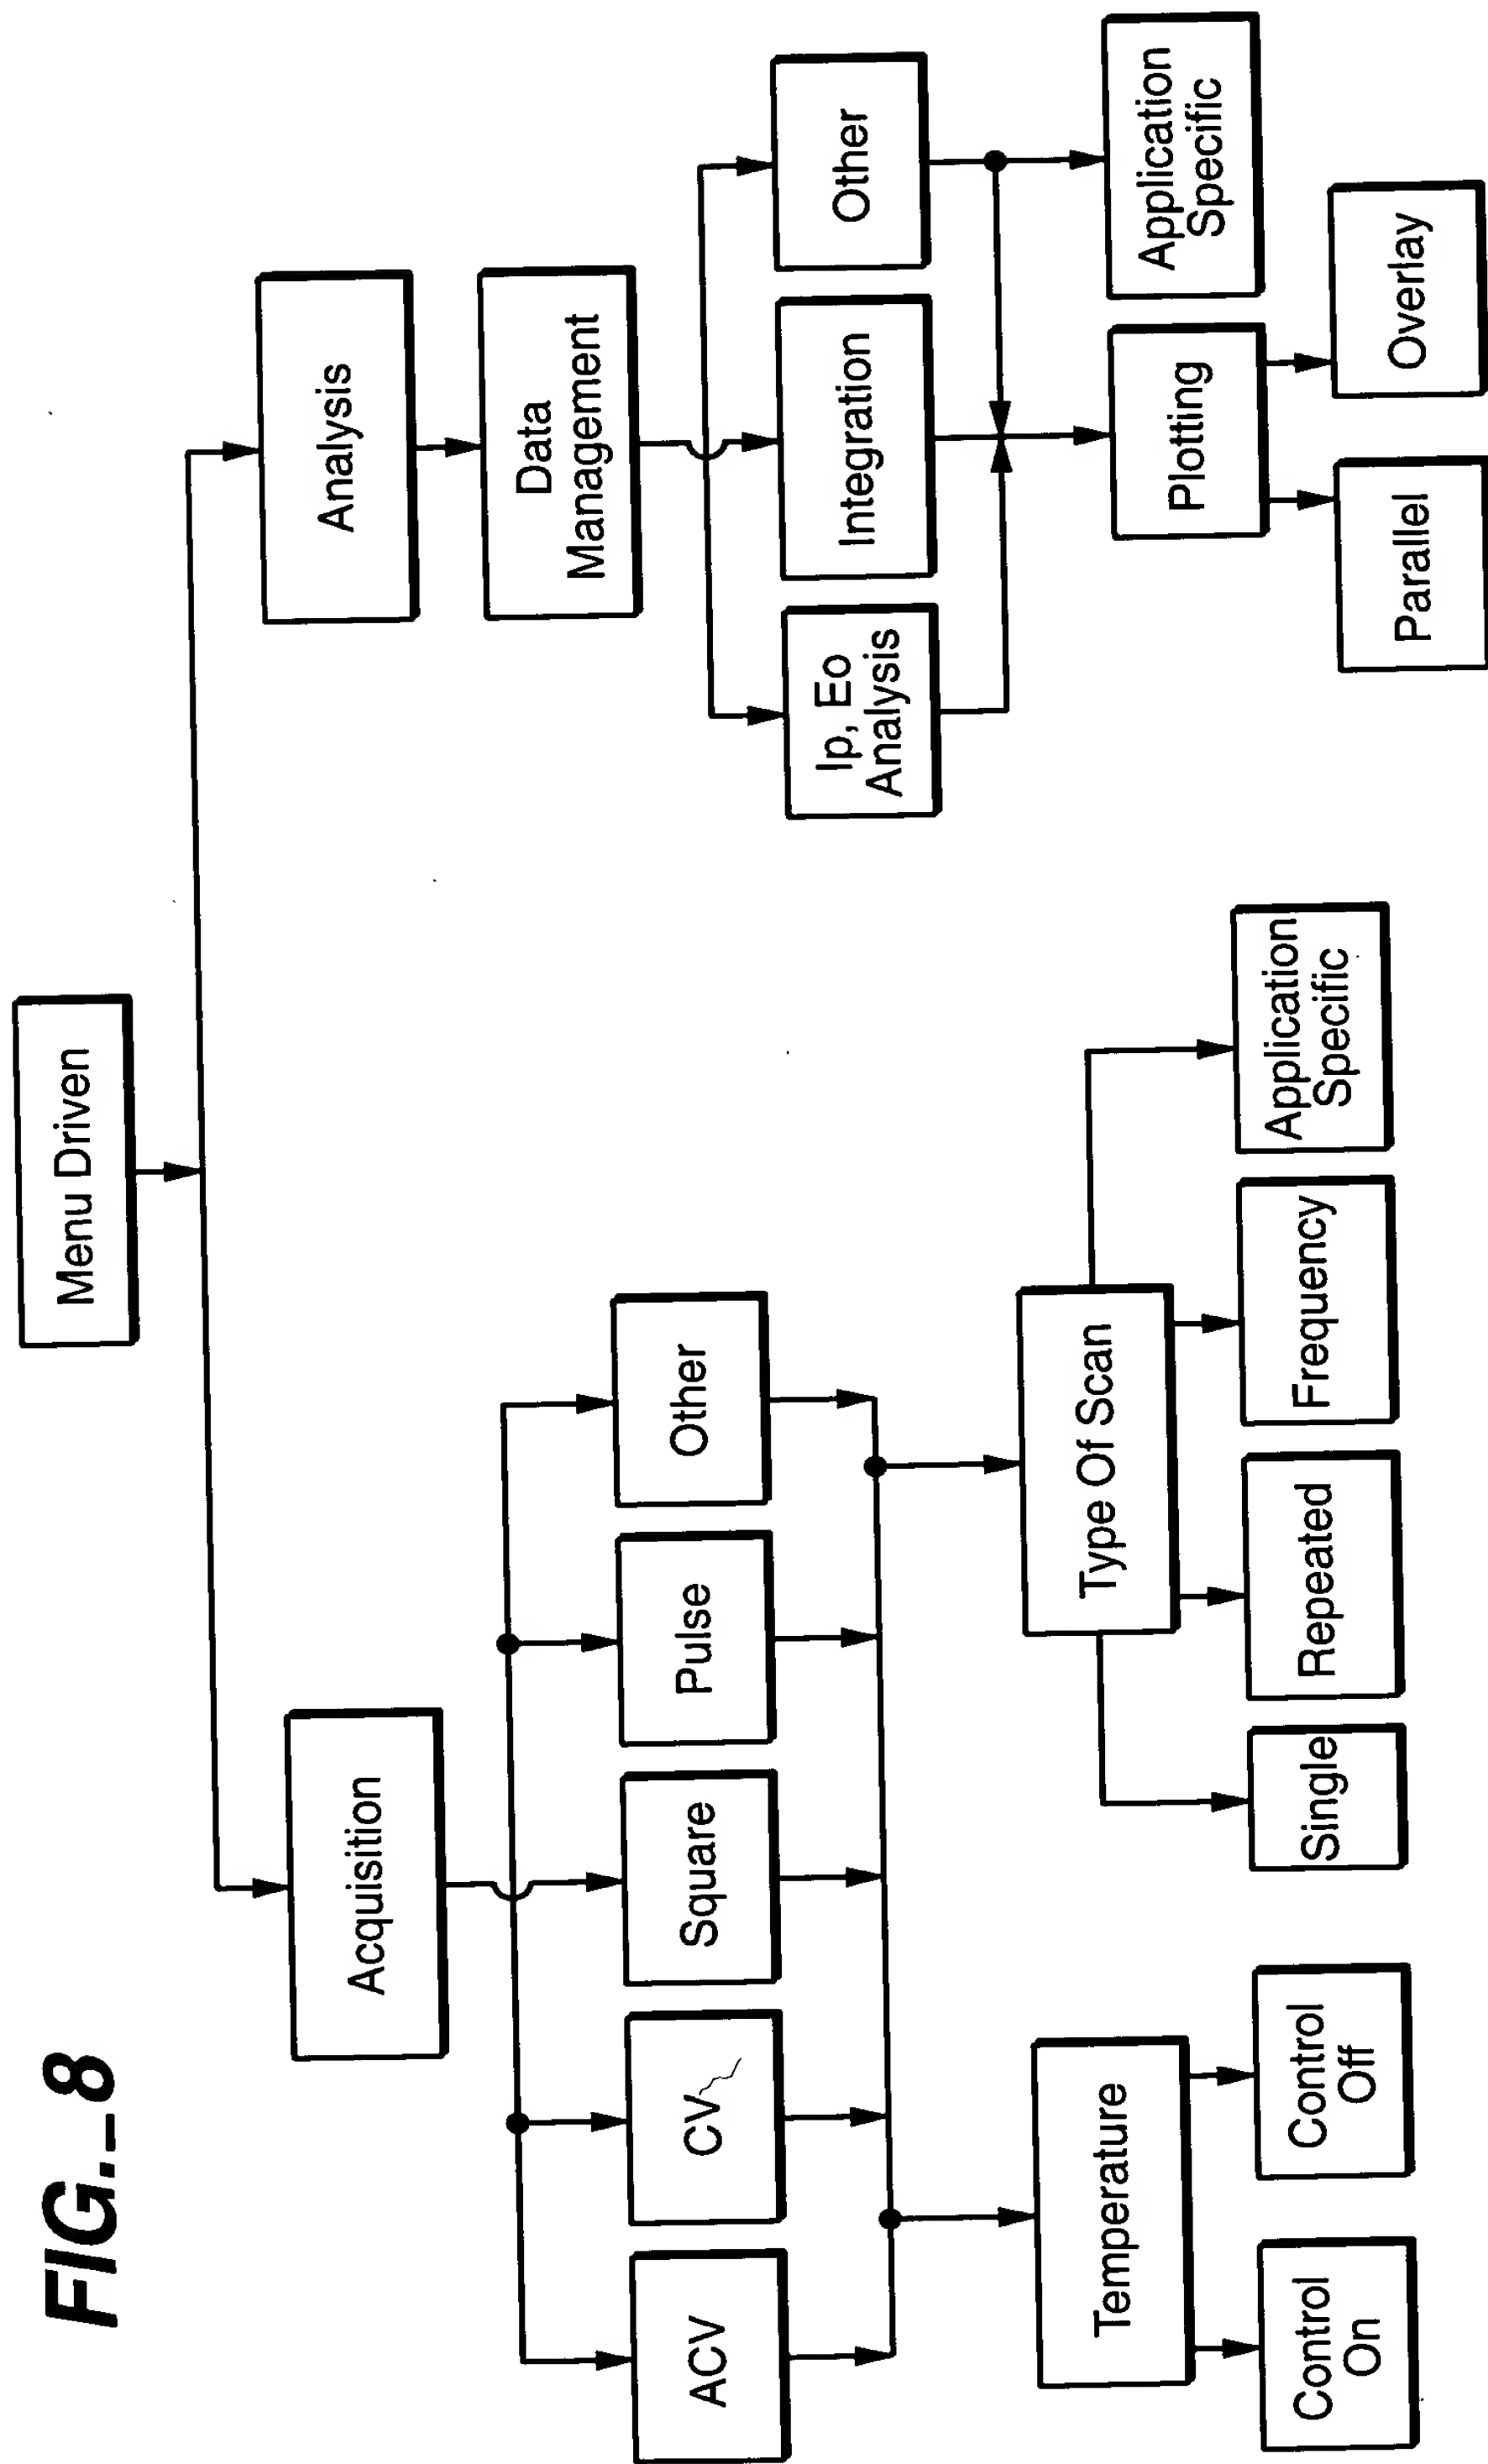 FIG._8
Menu Driven
Acquisition
Analysis
Data
Management
ACV
CV
Square
Pulse
Other
Ip, Eo
Analysis
Integration
Other
Temperature
Type Of Scan
Plotting
Application
Specific
Control
On
Control
Off
Single
Repeated
Frequency
Application
Specific
Parallel
Overlay